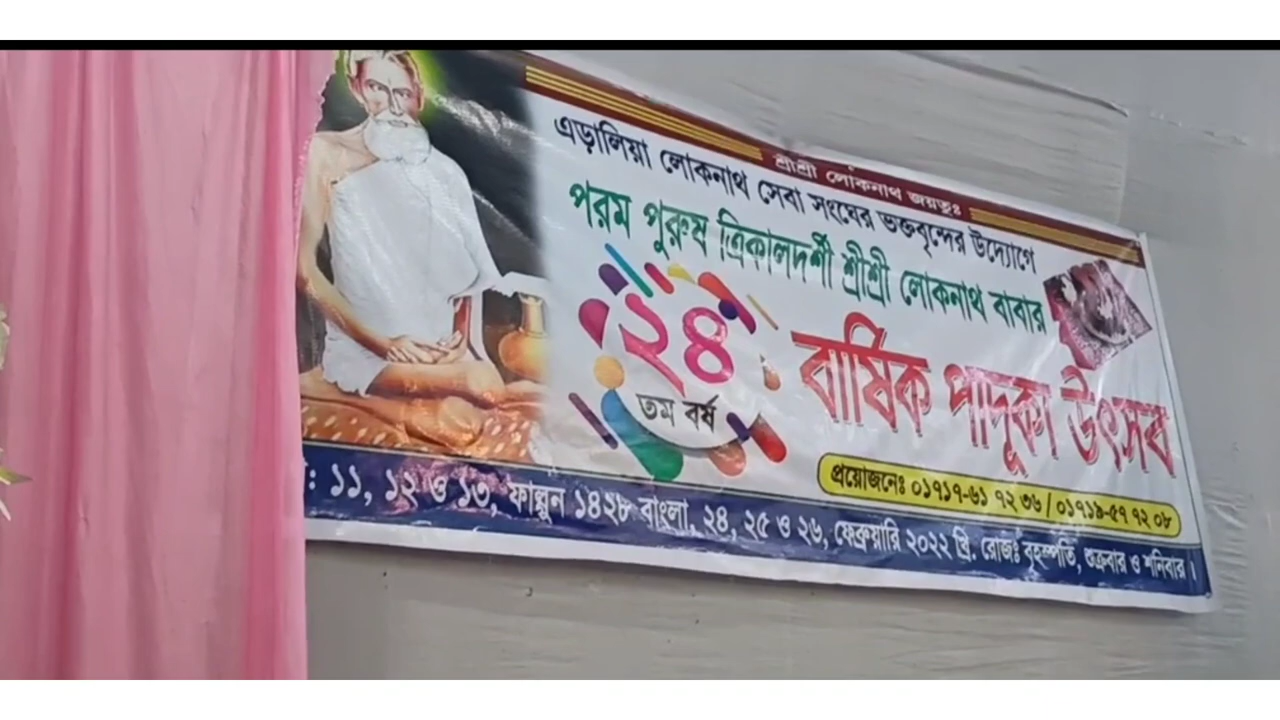 শ্রীশ্রী লোকনাথ জয়তুঃ
এড়ালিয়া লোকনাথ সেবা সংঘের ভক্তবৃন্দের উদ্যোগে
পরম পুরুষ ত্রিকালদর্শী শ্রীশ্রী লোকনাথ বাবার
২৪
তম বর্ষ
বার্ষিক পাদুকা উৎসব
প্রয়োজনেঃ ০১৭১৭-৬১ ৭২ ৩৬ / ০১৭১৯-৫৭ ৭২ ০৮
: ১১, ১২ ও ১৩, ফাল্গুন ১৪২৮ বাংলা, ২৪, ২৫ ও ২৬, ফেব্রুয়ারি ২০২২ খ্রি. রোজঃ বৃহস্পতি, শুক্রবার ও শনিবার।